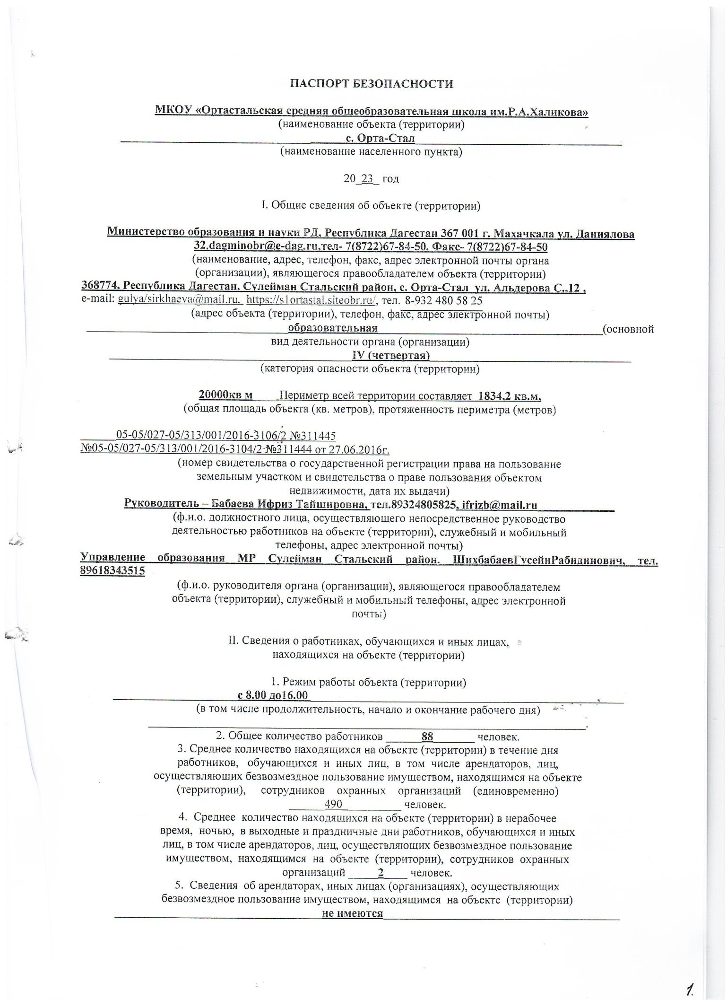 ПАСПОРТ БЕЗОПАСНОСТИ
МКОУ «Ортастальская средняя общеобразовательная школа им.Р.А.Халикова»
(наименование объекта (территории)
с. Орта-Стал
(наименование населенного пункта)
20_23_ год
I. Общие сведения об объекте (территории)
Министерство образования и науки РД, Республика Дагестан 367 001 г. Махачкала ул. Даниялова
32.dagminobr@e-dag.ru,тел- 7(8722)67-84-50. Факс- 7(8722)67-84-50
(наименование, адрес, телефон, факс, адрес электронной почты органа
(организации), являющегося правообладателем объекта (территории)
368774, Республика Дагестан, Сулейман Стальский район, с. Орта-Стал ул. Альдерова С.,12 ,
e-mail: gulya/sirkhaeva@mail.ru, https://s1ortastal.siteobr.ru/, тел. 8-932 480 58 25
(адрес объекта (территории), телефон, факс, адрес электронной почты)
образовательная (основной
вид деятельности органа (организации)
IV (четвертая)
(категория опасности объекта (территории)
20000кв м____Периметр всей территории составляет 1834,2 кв.м,
(общая площадь объекта (кв. метров), протяженность периметра (метров)
______05-05/027-05/313/001/2016-3106/2 №311445
№05-05/027-05/313/001/2016-3104/2 №311444 от 27.06.2016г.
(номер свидетельства о государственной регистрации права на пользование
земельным участком и свидетельства о праве пользования объектом
недвижимости, дата их выдачи)
Руководитель – Бабаева Ифриз Тайшировна, тел.89324805825, ifrizb@mail.ru
(ф.и.о. должностного лица, осуществляющего непосредственное руководство
деятельностью работников на объекте (территории), служебный и мобильный
телефоны, адрес электронной почты)
Управление образования МР Сулейман Стальский район. ШихбабаевГусейнРабидинович, тел.
89618343515
(ф.и.о. руководителя органа (организации), являющегося правообладателем
объекта (территории), служебный и мобильный телефоны, адрес электронной
почты)
II. Сведения о работниках, обучающихся и иных лицах,
находящихся на объекте (территории)
1. Режим работы объекта (территории)
с 8.00 до16.00
(в том числе продолжительность, начало и окончание рабочего дня)
2. Общее количество работников ______88_______ человек.
3. Среднее количество находящихся на объекте (территории) в течение дня
работников, обучающихся и иных лиц, в том числе арендаторов, лиц,
осуществляющих безвозмездное пользование имуществом, находящимся на объекте
(территории), сотрудников охранных организаций (единовременно)
______490__________ человек.
4. Среднее количество находящихся на объекте (территории) в нерабочее
время, ночью, в выходные и праздничные дни работников, обучающихся и иных
лиц, в том числе арендаторов, лиц, осуществляющих безвозмездное пользование
имуществом, находящимся на объекте (территории), сотрудников охранных
организаций _____2____ человек.
5. Сведения об арендаторах, иных лицах (организациях), осуществляющих
безвозмездное пользование имуществом, находящимся на объекте (территории)
не имеются
1.